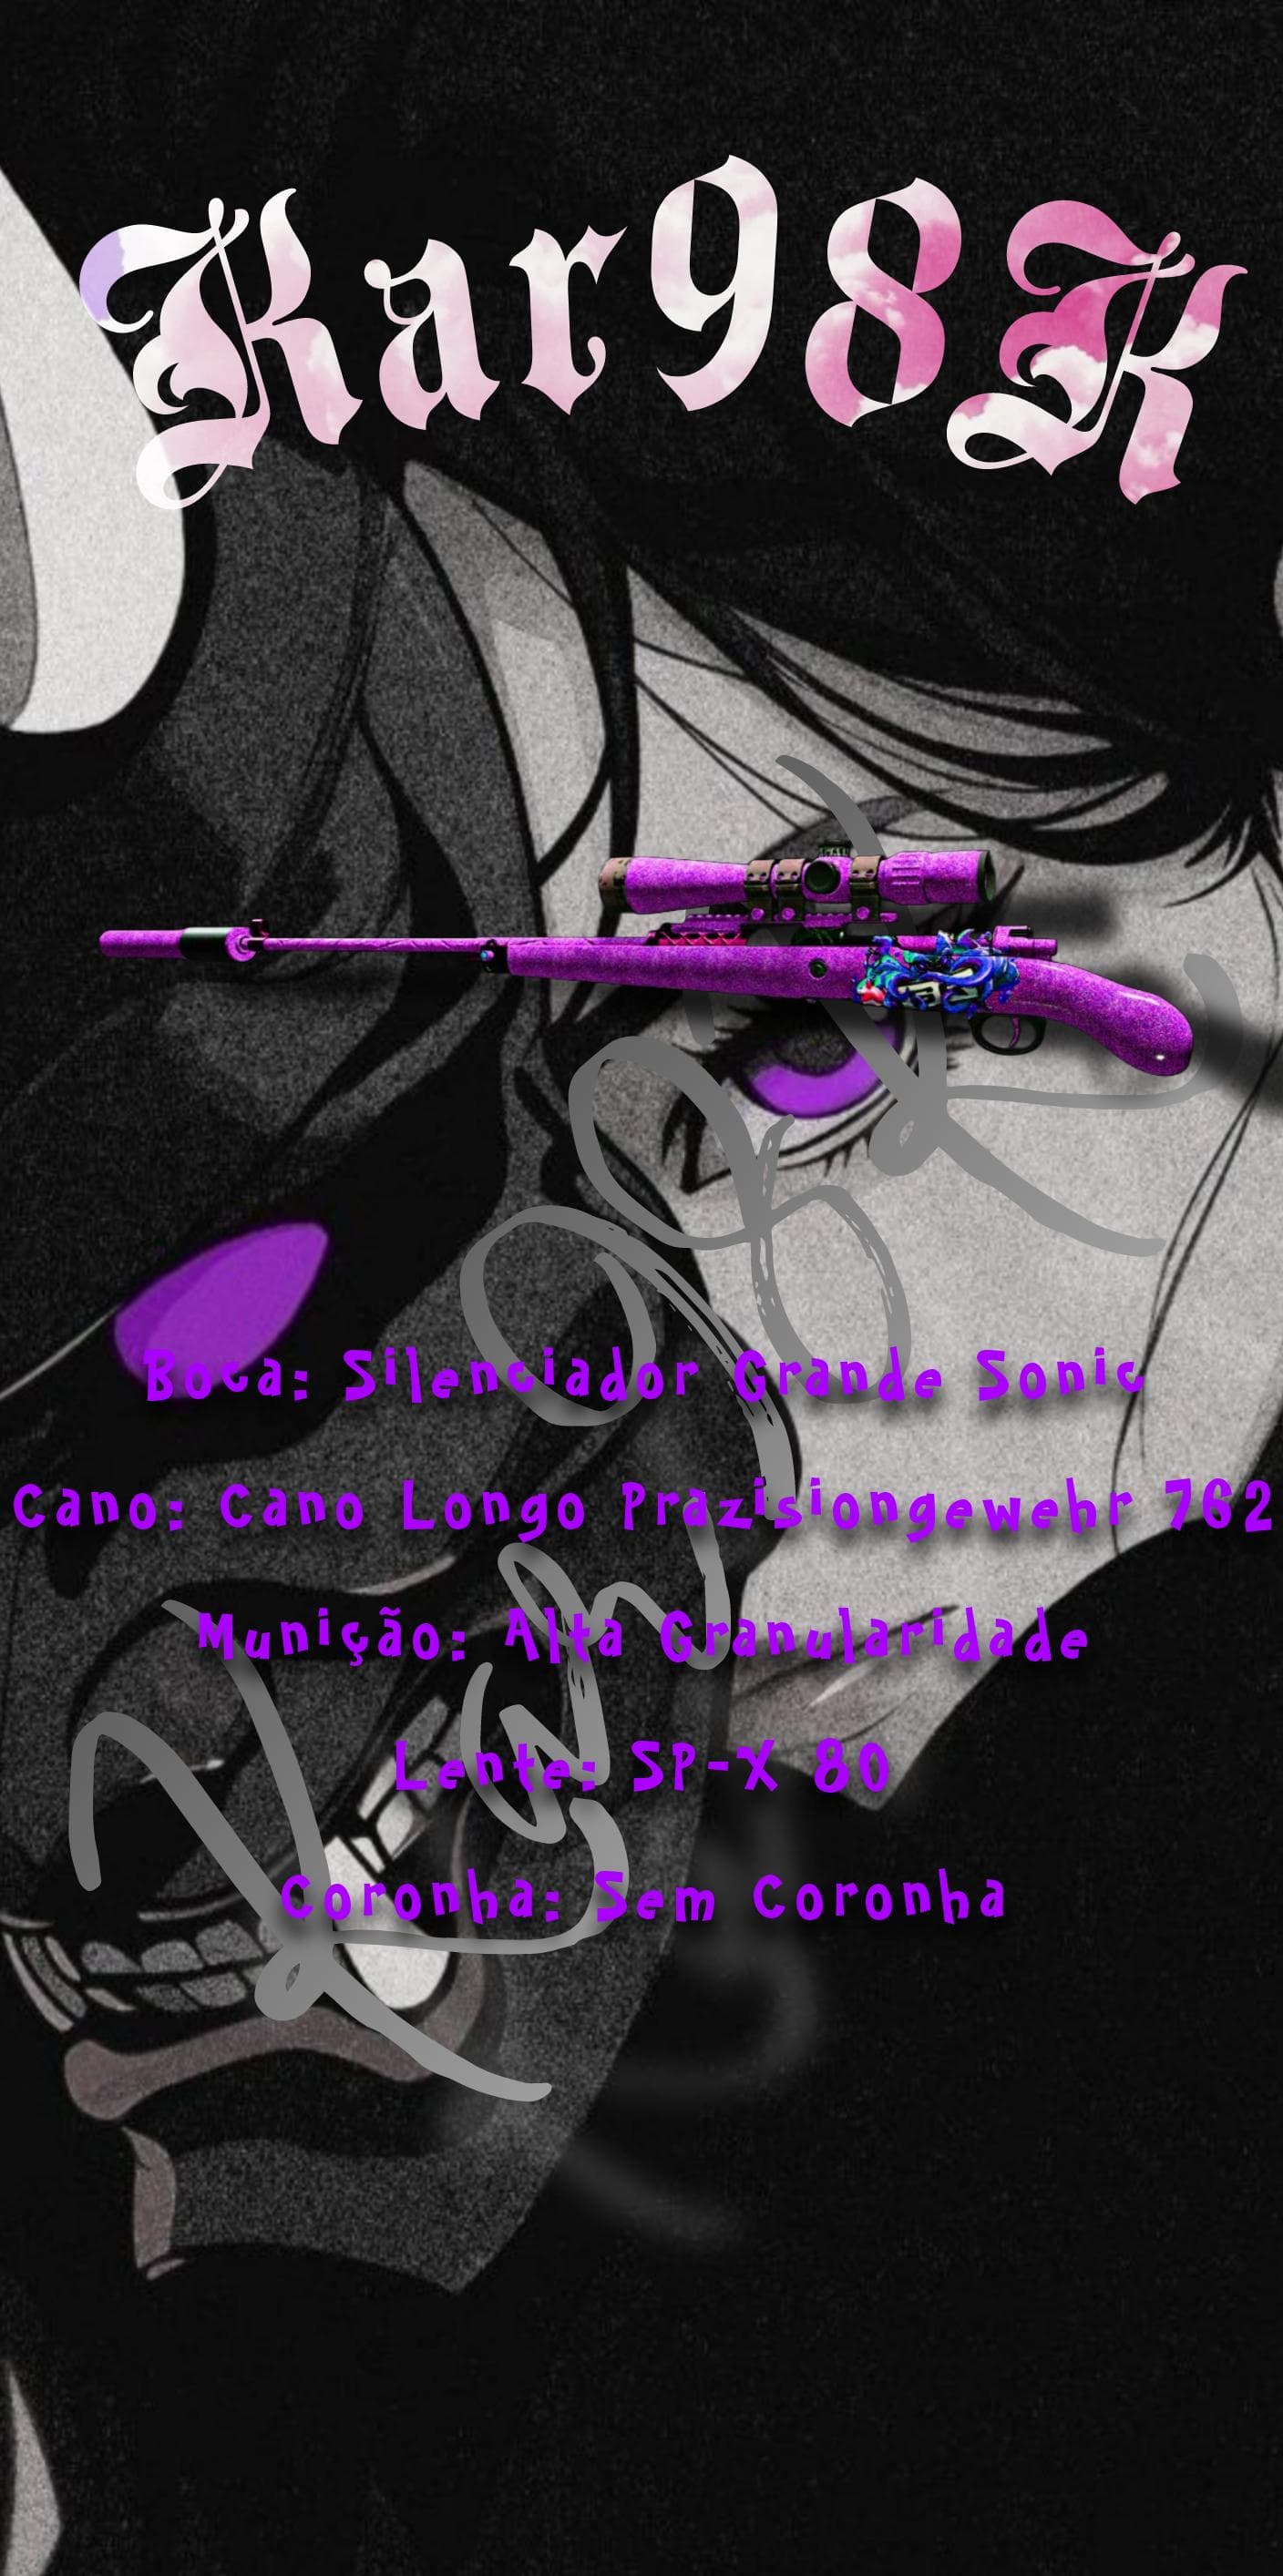 Kar98K
Boca: Silenciador Grande Sonic
Cano: Cano Longo Prazisiongewehr 762
Munição: Alta Granularidade
Lente: SP-X 80
Coronha: Sem Coronha
Kar98K